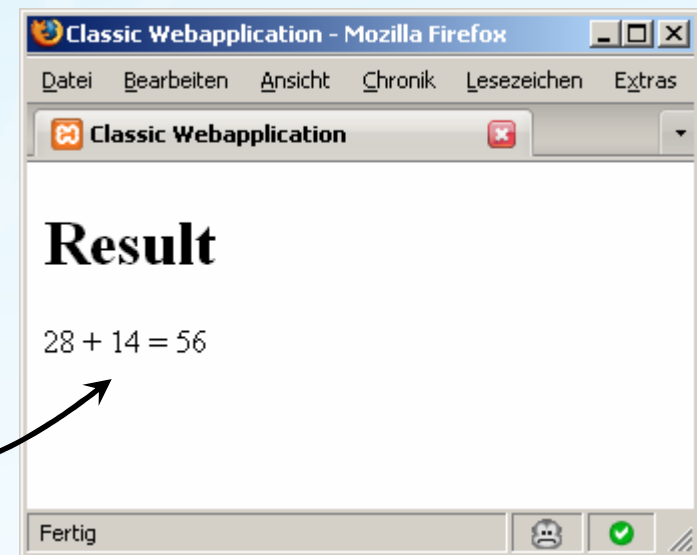 Classic Webapplication - Mozilla Firefox
Datei Bearbeiten Ansicht Chronik Lesezeichen Extras
Classic Webapplication
Result
28 + 14 = 56
Fertig